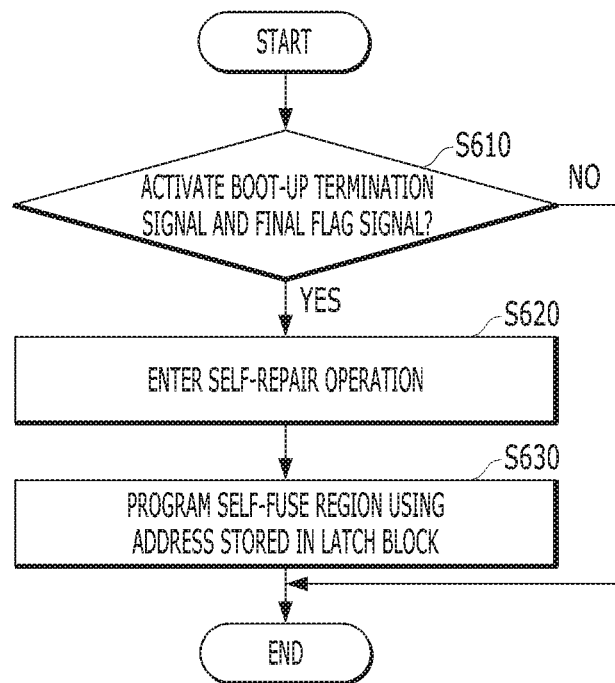 START
S610
ACTIVATE BOOT-UP TERMINATION
SIGNAL AND FINAL FLAG SIGNAL?
NO
YES
S620
ENTER SELF-REPAIR OPERATION
S630
PROGRAM SELF-FUSE REGION USING
ADDRESS STORED IN LATCH BLOCK
END